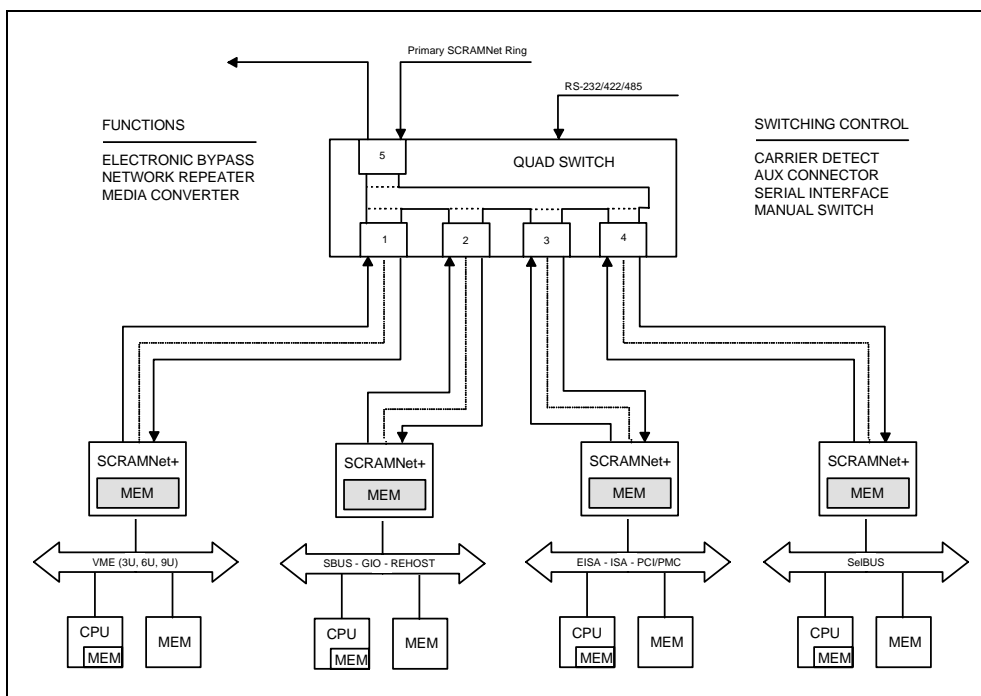 Primary SCRAMNet Ring
RS-232/422/485
FUNCTIONS
ELECTRONIC BYPASS
NETWORK REPEATER
MEDIA CONVERTER
SWITCHING CONTROL
CARRIER DETECT
AUX CONNECTOR
SERIAL INTERFACE
MANUAL SWITCH
5
QUAD SWITCH
1
2
3
4
SCRAMNet+
MEM
SCRAMNet+
MEM
SCRAMNet+
MEM
SCRAMNet+
MEM
VME (3U, 6U, 9U)
SBUS - GIO - REHOST
EISA - ISA - PCI/PMC
SelBUS
CPU
MEM
MEM
CPU
MEM
MEM
CPU
MEM
MEM
CPU
MEM
MEM